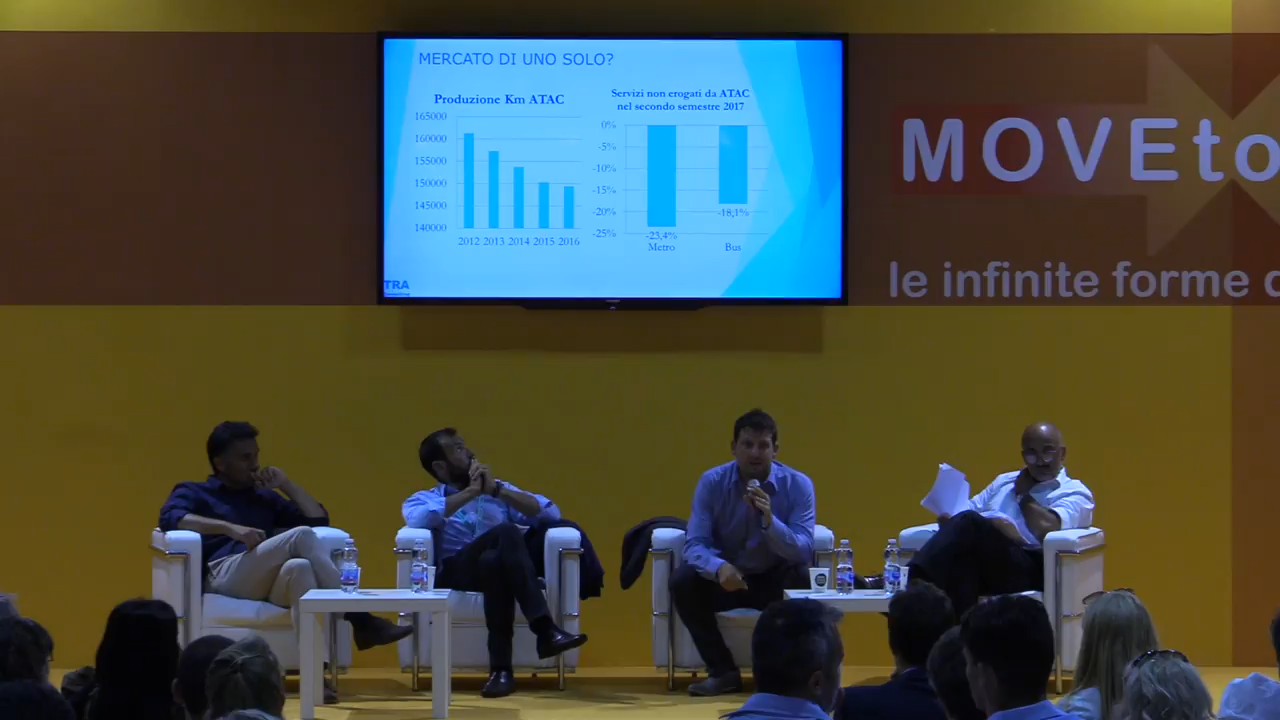 MERCATO DI UNO SOLO?
Produzione Km ATAC
165000
160000
155000
150000
145000
140000
2012 2013 2014 2015 2016
Servizi non erogati da ATAC
nel secondo semestre 2017
0%
-5%
-10%
-15%
-20%
-25%
-23,4%
-18,1%
Metro
Bus
TRA
MOVEto
le infinite forme d